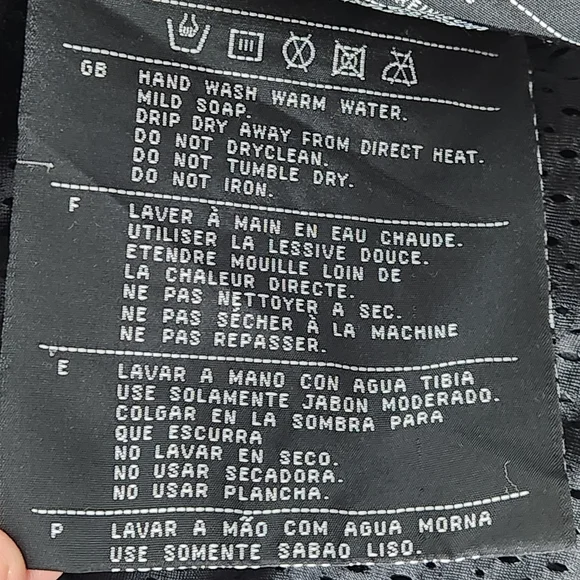 GB HAND WASH WARM WATER.
MILD SOAP.
DRIP DRY AWAY FROM DIRECT HEAT.
DO NOT DRYCLEAN.
DO NOT TUMBLE DRY.
DO NOT IRON.
F LAVER À MAIN EN EAU CHAUDE.
UTILISER LA LESSIVE DOUCE.
ETENDRE MOUILLE LOIN DE
LA CHALEUR DIRECTE.
NE PAS NETTOYER A SEC.
NE PAS SÉCHER À LA MACHINE
NE PAS REPASSER.
E LAVAR A MANO CON AGUA TIBIA
USE SOLAMENTE JABON MODERADO.
COLGAR EN LA SOMBRA PARA
QUE ESCURRA
NO LAVAR EN SECO.
NO USAR SECADORA.
NO USAR PLANCHA.
P LAVAR A MÃO COM AGUA MORNA
USE SOMENTE SABAO LISO.